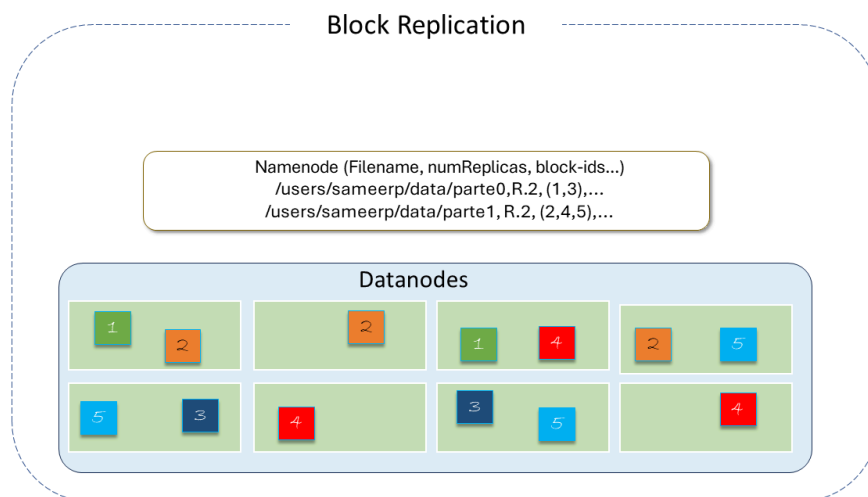 Block Replication
Namenode (Filename, numReplicas, block-ids...)
/users/sameerp/data/parte0,R.2, (1,3),...
/users/sameerp/data/parte1, R.2, (2,4,5),...
Datanodes
1 2 2 1 4 2 5
5 3 4 3 5 4